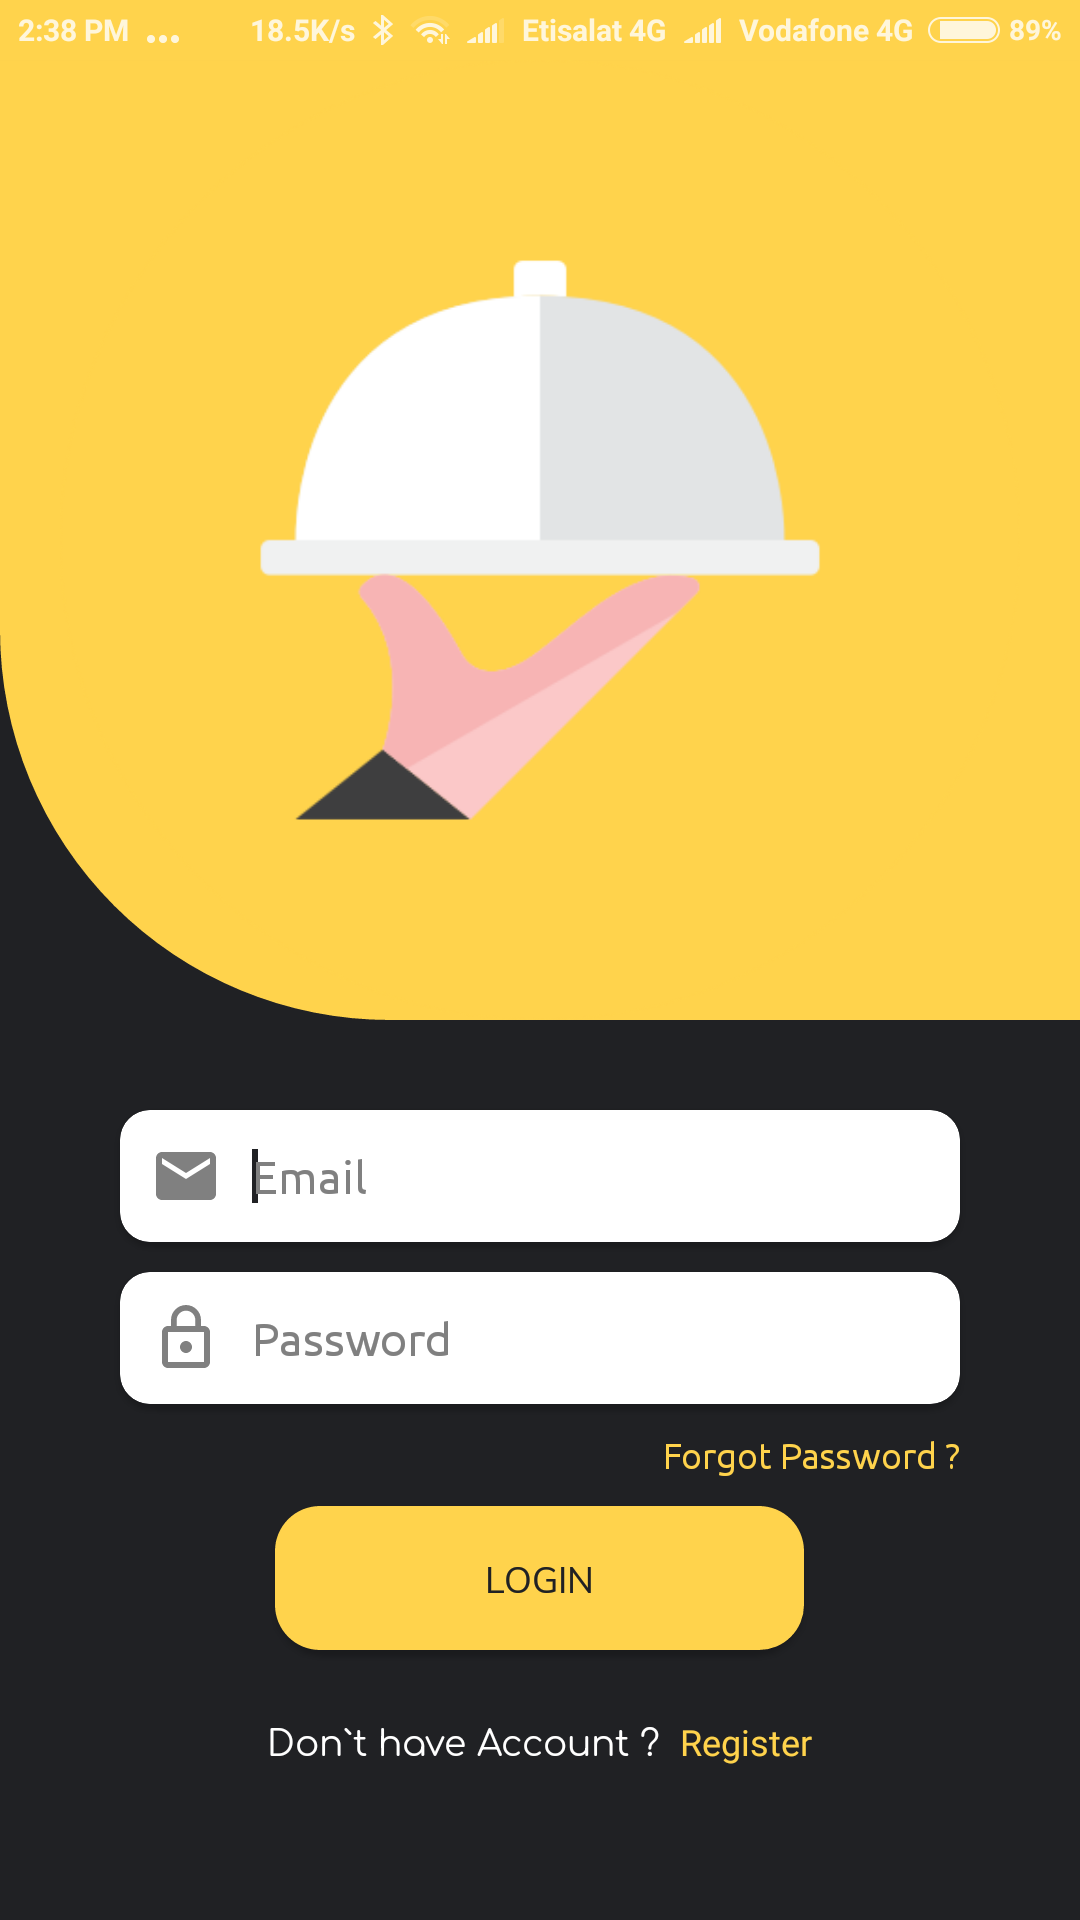 2:38 PM ... 18.5K/s Etisalat 4G Vodafone 4G 89%
Email
Password
Forgot Password ?
LOGIN
Don`t have Account ? Register